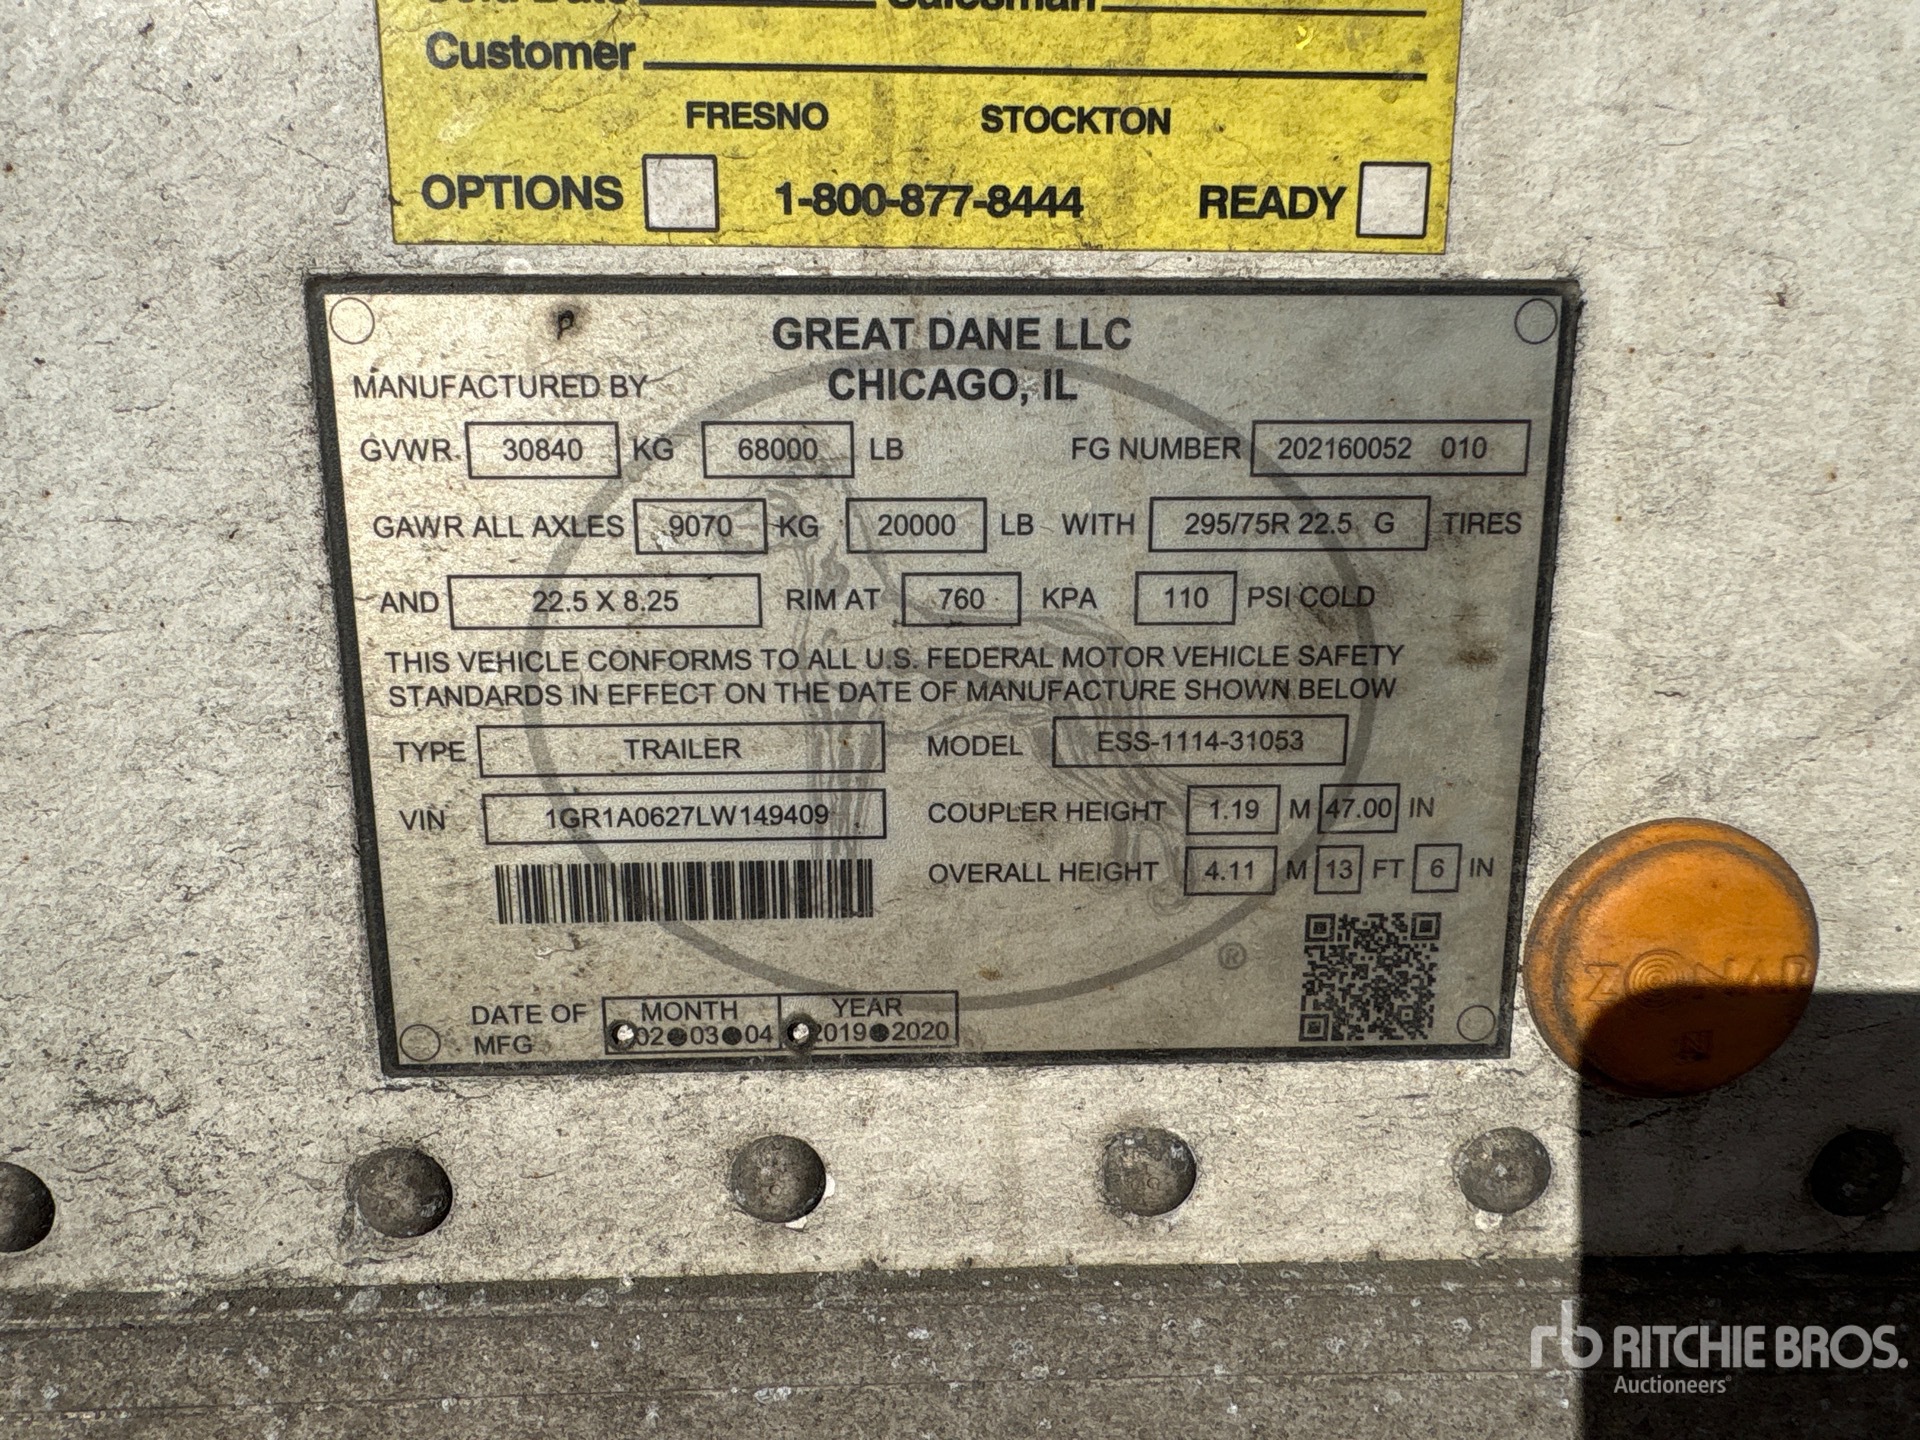 Salesman
Customer
FRESNO STOCKTON
OPTIONS 1-800-877-8444 READY
GREAT DANE LLC
MANUFACTURED BY CHICAGO, IL
GVWR 30840 KG 68000 LB FG NUMBER 202160052 010
GAWR ALL AXLES 9070 KG 20000 LB WITH 295/75R 22.5 G TIRES
AND 22.5 X 8.25 RIM AT 760 KPA 110 PSI COLD
THIS VEHICLE CONFORMS TO ALL U.S. FEDERAL MOTOR VEHICLE SAFETY
STANDARDS IN EFFECT ON THE DATE OF MANUFACTURE SHOWN BELOW
TYPE TRAILER MODEL ESS-1114-31053
VIN 1GR1A0627LW149409 COUPLER HEIGHT 1.19 M 47.00 IN
OVERALL HEIGHT 4.11 M 13 FT 6 IN
®
DATE OF MONTH YEAR
MFG 02 03 04 2019 2020
ZONAR
N
rb RITCHIE BROS.
Auctioneers